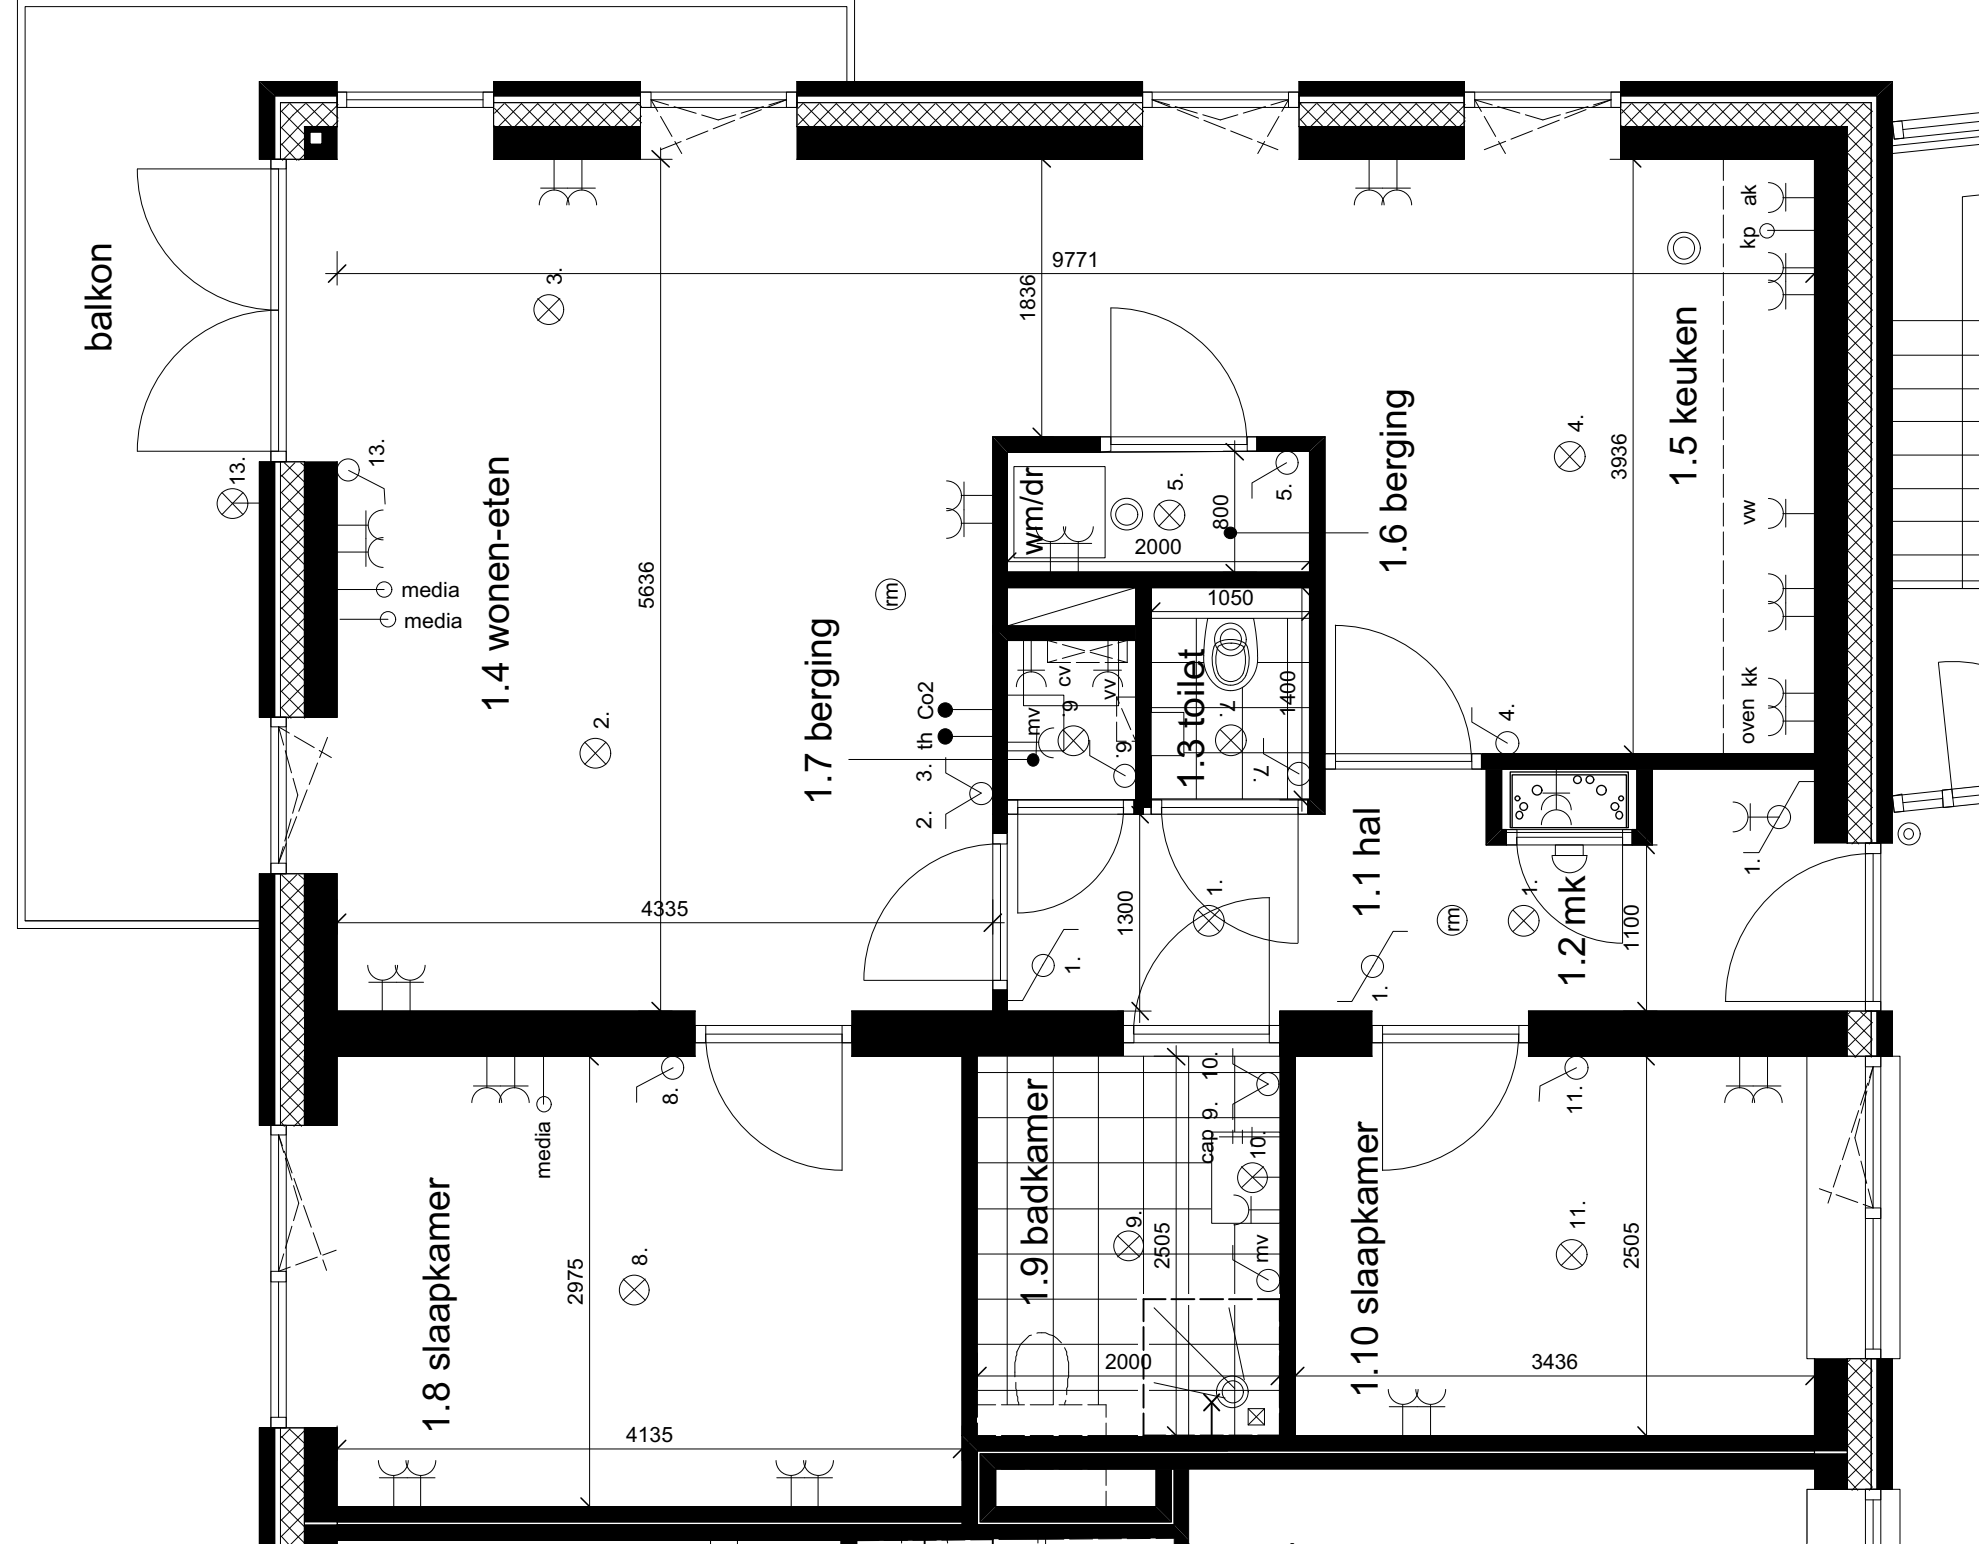 balkon
3.
9771
1836
ak
kp
1.5 keuken
4.
3936
1.6 berging
13.
13.
1.4 wonen-eten
wm/dr
5.
5.
800
2000
vw
5636
media
media
rm
1050
1.7 berging
cv
vv
1.3 toilet
1400
kk
oven
2.
Co2
th
mv
6.
7.
4.
3.
2.
6.
7.
1.1 hal
1.
4335
1300
1.
rm
1.
1.2 mk
1100
1.
1.
8.
10.
11.
media
1.9 badkamer
cap
9.
10.
1.8 slaapkamer
1.10 slaapkamer
8.
2975
9.
2505
mv
11.
2505
2000
3436
4135